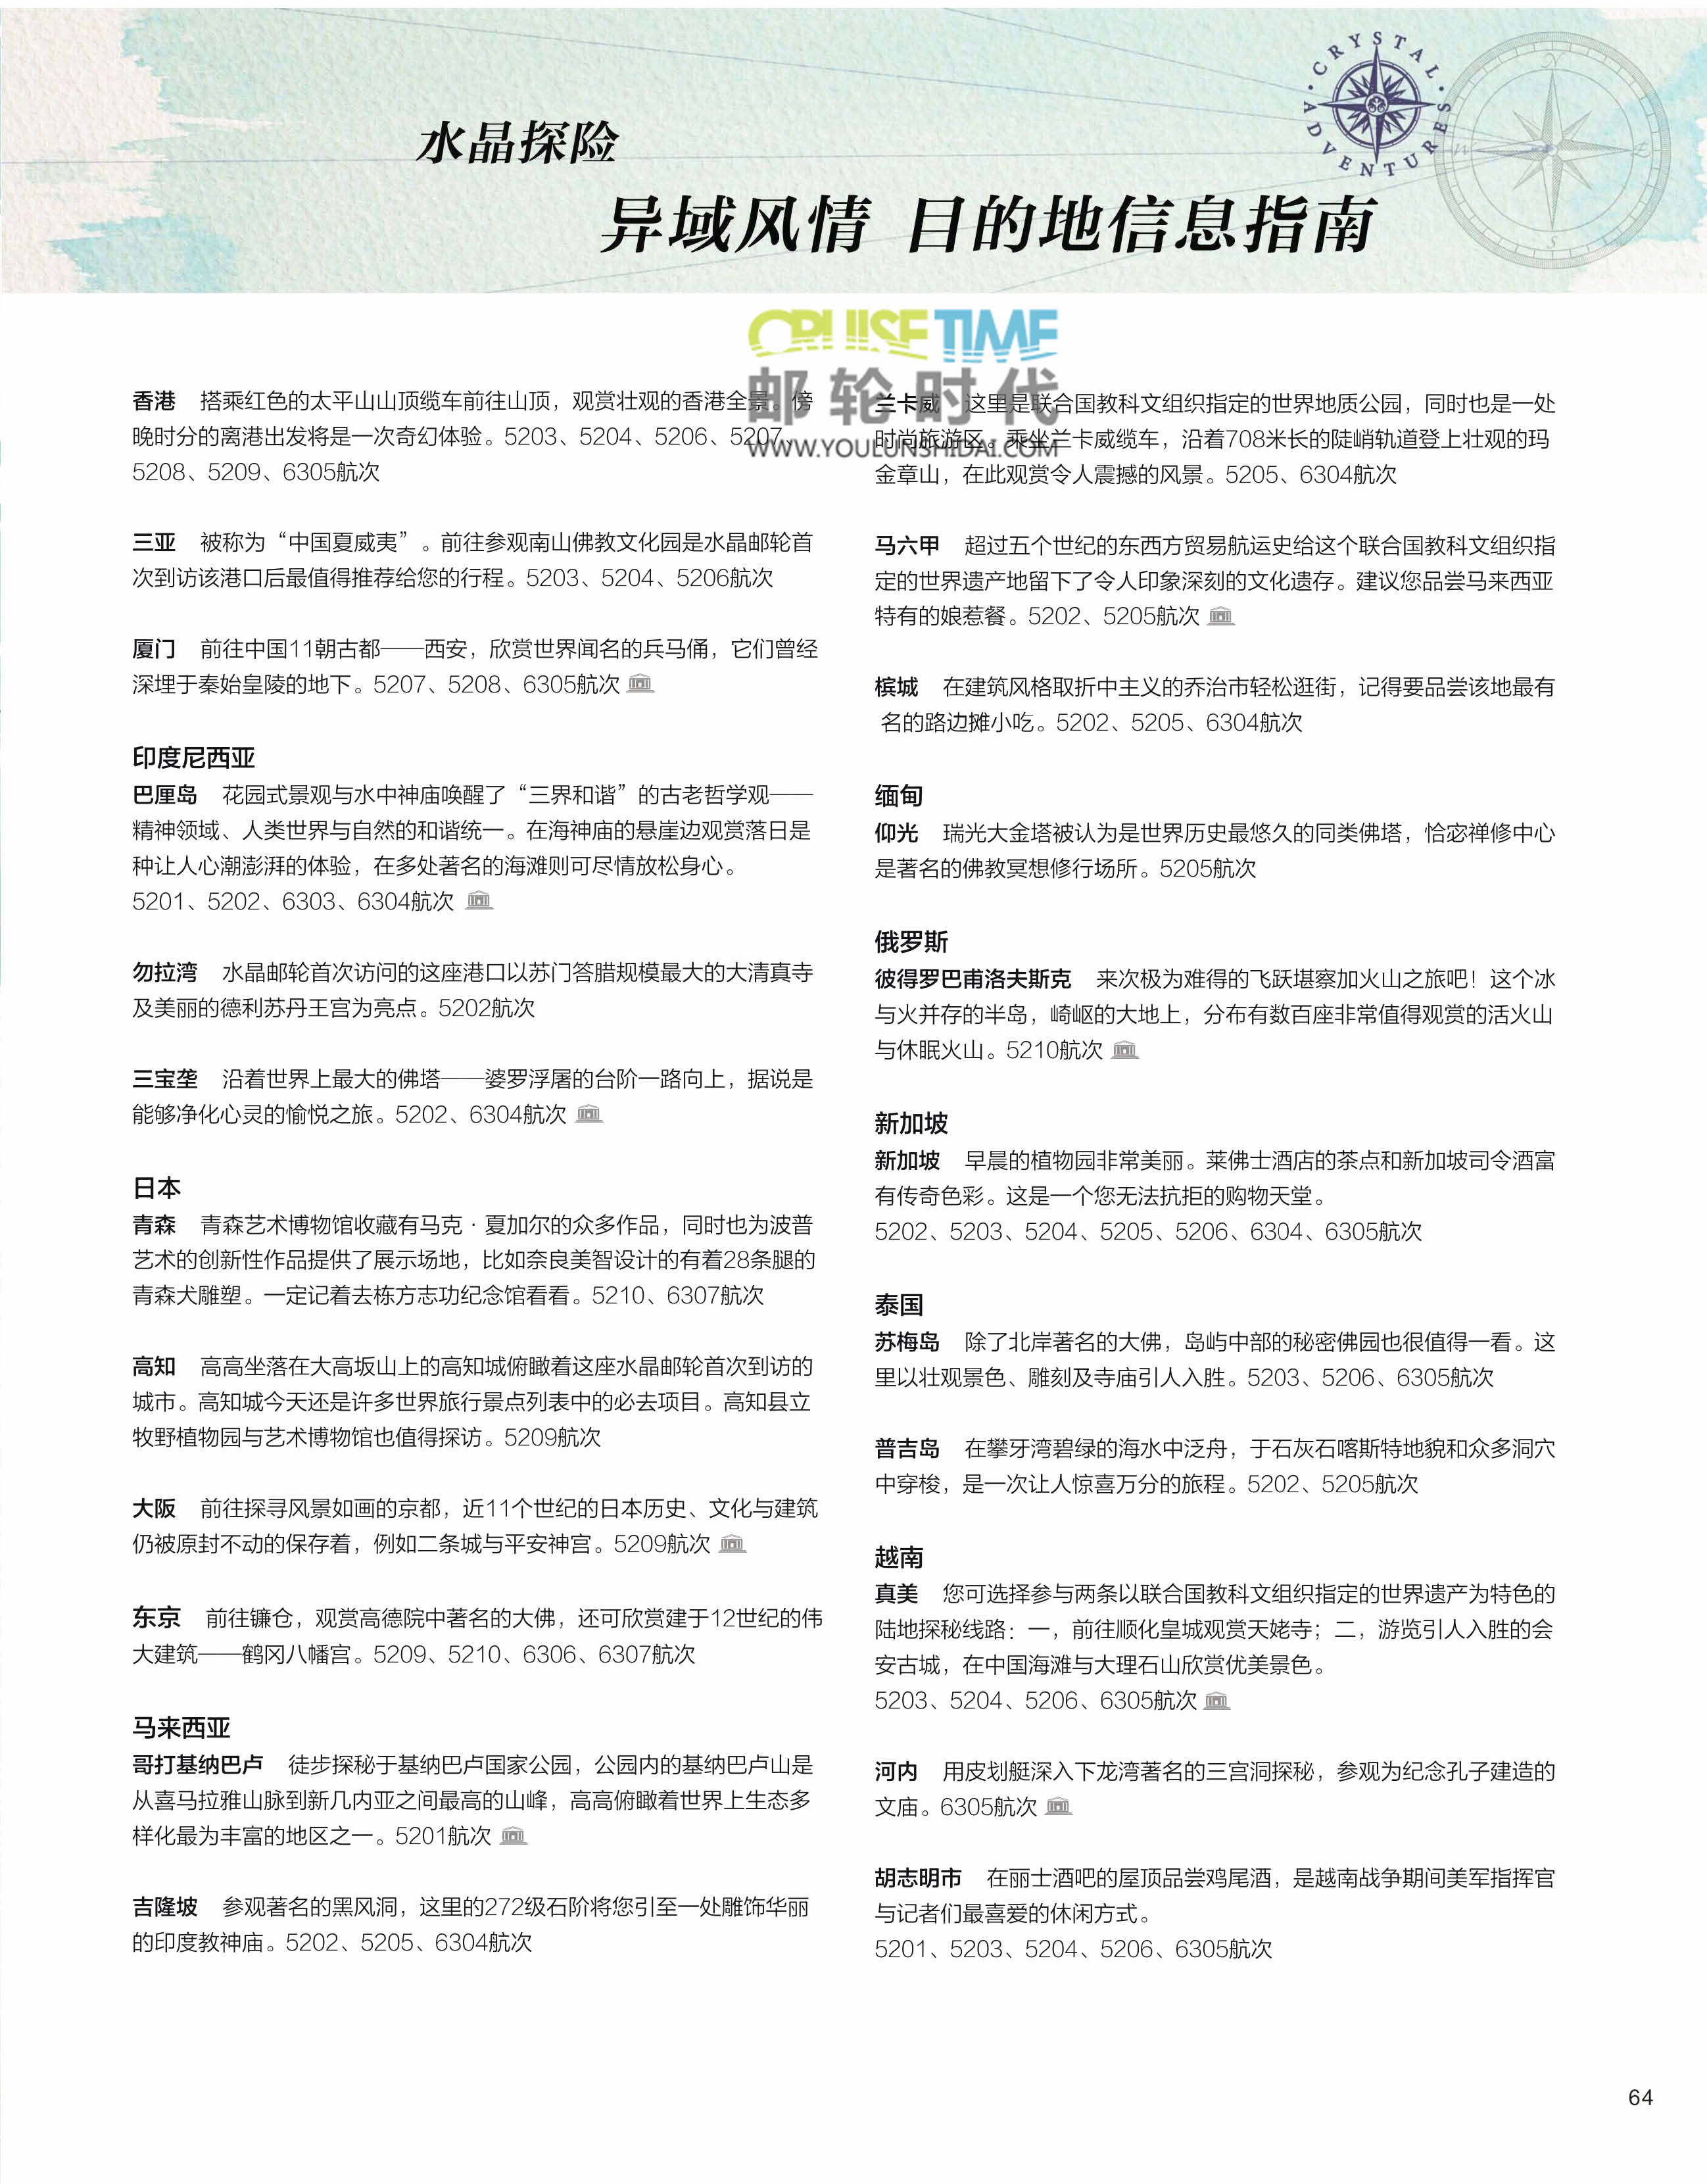 CRYSTAL ADVENTURES
水晶探险
异域风情 目的地信息指南
CRUISE TIME
邮轮时代
WWW.YOULUNSHIDAI.COM
香港 搭乘红色的太平山山顶缆车前往山顶，观赏壮观的香港全景。傍
晚时分的离港出发将是一次奇幻体验。5203、5204、5206、5207、
5208、5209、6305航次
三亚 被称为“中国夏威夷”。前往参观南山佛教文化园是水晶邮轮首
次到访该港口后最值得推荐给您的行程。5203、5204、5206航次
厦门 前往中国11朝古都——西安，欣赏世界闻名的兵马俑，它们曾经
深埋于秦始皇陵的地下。5207、5208、6305航次
印度尼西亚
巴厘岛 花园式景观与水中神庙唤醒了“三界和谐”的古老哲学观——
精神领域、人类世界与自然的和谐统一。在海神庙的悬崖边观赏落日是
种让人心潮澎湃的体验，在多处著名的海滩则可尽情放松身心。
5201、5202、6303、6304航次
勿拉湾 水晶邮轮首次访问的这座港口以苏门答腊规模最大的大清真寺
及美丽的德利苏丹王宫为亮点。5202航次
三宝垄 沿着世界上最大的佛塔——婆罗浮屠的台阶一路向上，据说是
能够净化心灵的愉悦之旅。5202、6304航次
日本
青森 青森艺术博物馆收藏有马克·夏加尔的众多作品，同时也为波普
艺术的创新性作品提供了展示场地，比如奈良美智设计的有着28条腿的
青森犬雕塑。一定记着去栋方志功纪念馆看看。5210、6307航次
高知 高高坐落在大高坂山上的高知城俯瞰着这座水晶邮轮首次到访的
城市。高知城今天还是许多世界旅行景点列表中的必去项目。高知县立
牧野植物园与艺术博物馆也值得探访。5209航次
大阪 前往探寻风景如画的京都，近11个世纪的日本历史、文化与建筑
仍被原封不动的保存着，例如二条城与平安神宫。5209航次
东京 前往镰仓，观赏高德院中著名的大佛，还可欣赏建于12世纪的伟
大建筑——鹤冈八幡宫。5209、5210、6306、6307航次
马来西亚
哥打基纳巴卢 徒步探秘于基纳巴卢国家公园，公园内的基纳巴卢山是
从喜马拉雅山脉到新几内亚之间最高的山峰，高高俯瞰着世界上生态多
样化最为丰富的地区之一。5201航次
吉隆坡 参观著名的黑风洞，这里的272级石阶将您引至一处雕饰华丽
的印度教神庙。5202、5205、6304航次
兰卡威 这里是联合国教科文组织指定的世界地质公园，同时也是一处
时尚旅游区。乘坐兰卡威缆车，沿着708米长的陡峭轨道登上壮观的玛
金章山，在此观赏令人震撼的风景。5205、6304航次
马六甲 超过五个世纪的东西方贸易航运史给这个联合国教科文组织指
定的世界遗产地留下了令人印象深刻的文化遗存。建议您品尝马来西亚
特有的娘惹餐。5202、5205航次
槟城 在建筑风格取折中主义的乔治市轻松逛街，记得要品尝该地最有
名的路边摊小吃。5202、5205、6304航次
缅甸
仰光 瑞光大金塔被认为是世界历史最悠久的同类佛塔，恰宓禅修中心
是著名的佛教冥想修行场所。5205航次
俄罗斯
彼得罗巴甫洛夫斯克 来次极为难得的飞跃堪察加火山之旅吧！这个冰
与火并存的半岛，崎岖的大地上，分布有数百座非常值得观赏的活火山
与休眠火山。5210航次
新加坡
新加坡 早晨的植物园非常美丽。莱佛士酒店的茶点和新加坡司令酒富
有传奇色彩。这是一个您无法抗拒的购物天堂。
5202、5203、5204、5205、5206、6304、6305航次
泰国
苏梅岛 除了北岸著名的大佛，岛屿中部的秘密佛园也很值得一看。这
里以壮观景色、雕刻及寺庙引人入胜。5203、5206、6305航次
普吉岛 在攀牙湾碧绿的海水中泛舟，于石灰石喀斯特地貌和众多洞穴
中穿梭，是一次让人惊喜万分的旅程。5202、5205航次
越南
真美 您可选择参与两条以联合国教科文组织指定的世界遗产为特色的
陆地探秘线路：一，前往顺化皇城观赏天姥寺；二，游览引人入胜的会
安古城，在中国海滩与大理石山欣赏优美景色。
5203、5204、5206、6305航次
河内 用皮划艇深入下龙湾著名的三宫洞探秘，参观为纪念孔子建造的
文庙。6305航次
胡志明市 在丽士酒吧的屋顶品尝鸡尾酒，是越南战争期间美军指挥官
与记者们最喜爱的休闲方式。
5201、5203、5204、5206、6305航次
64